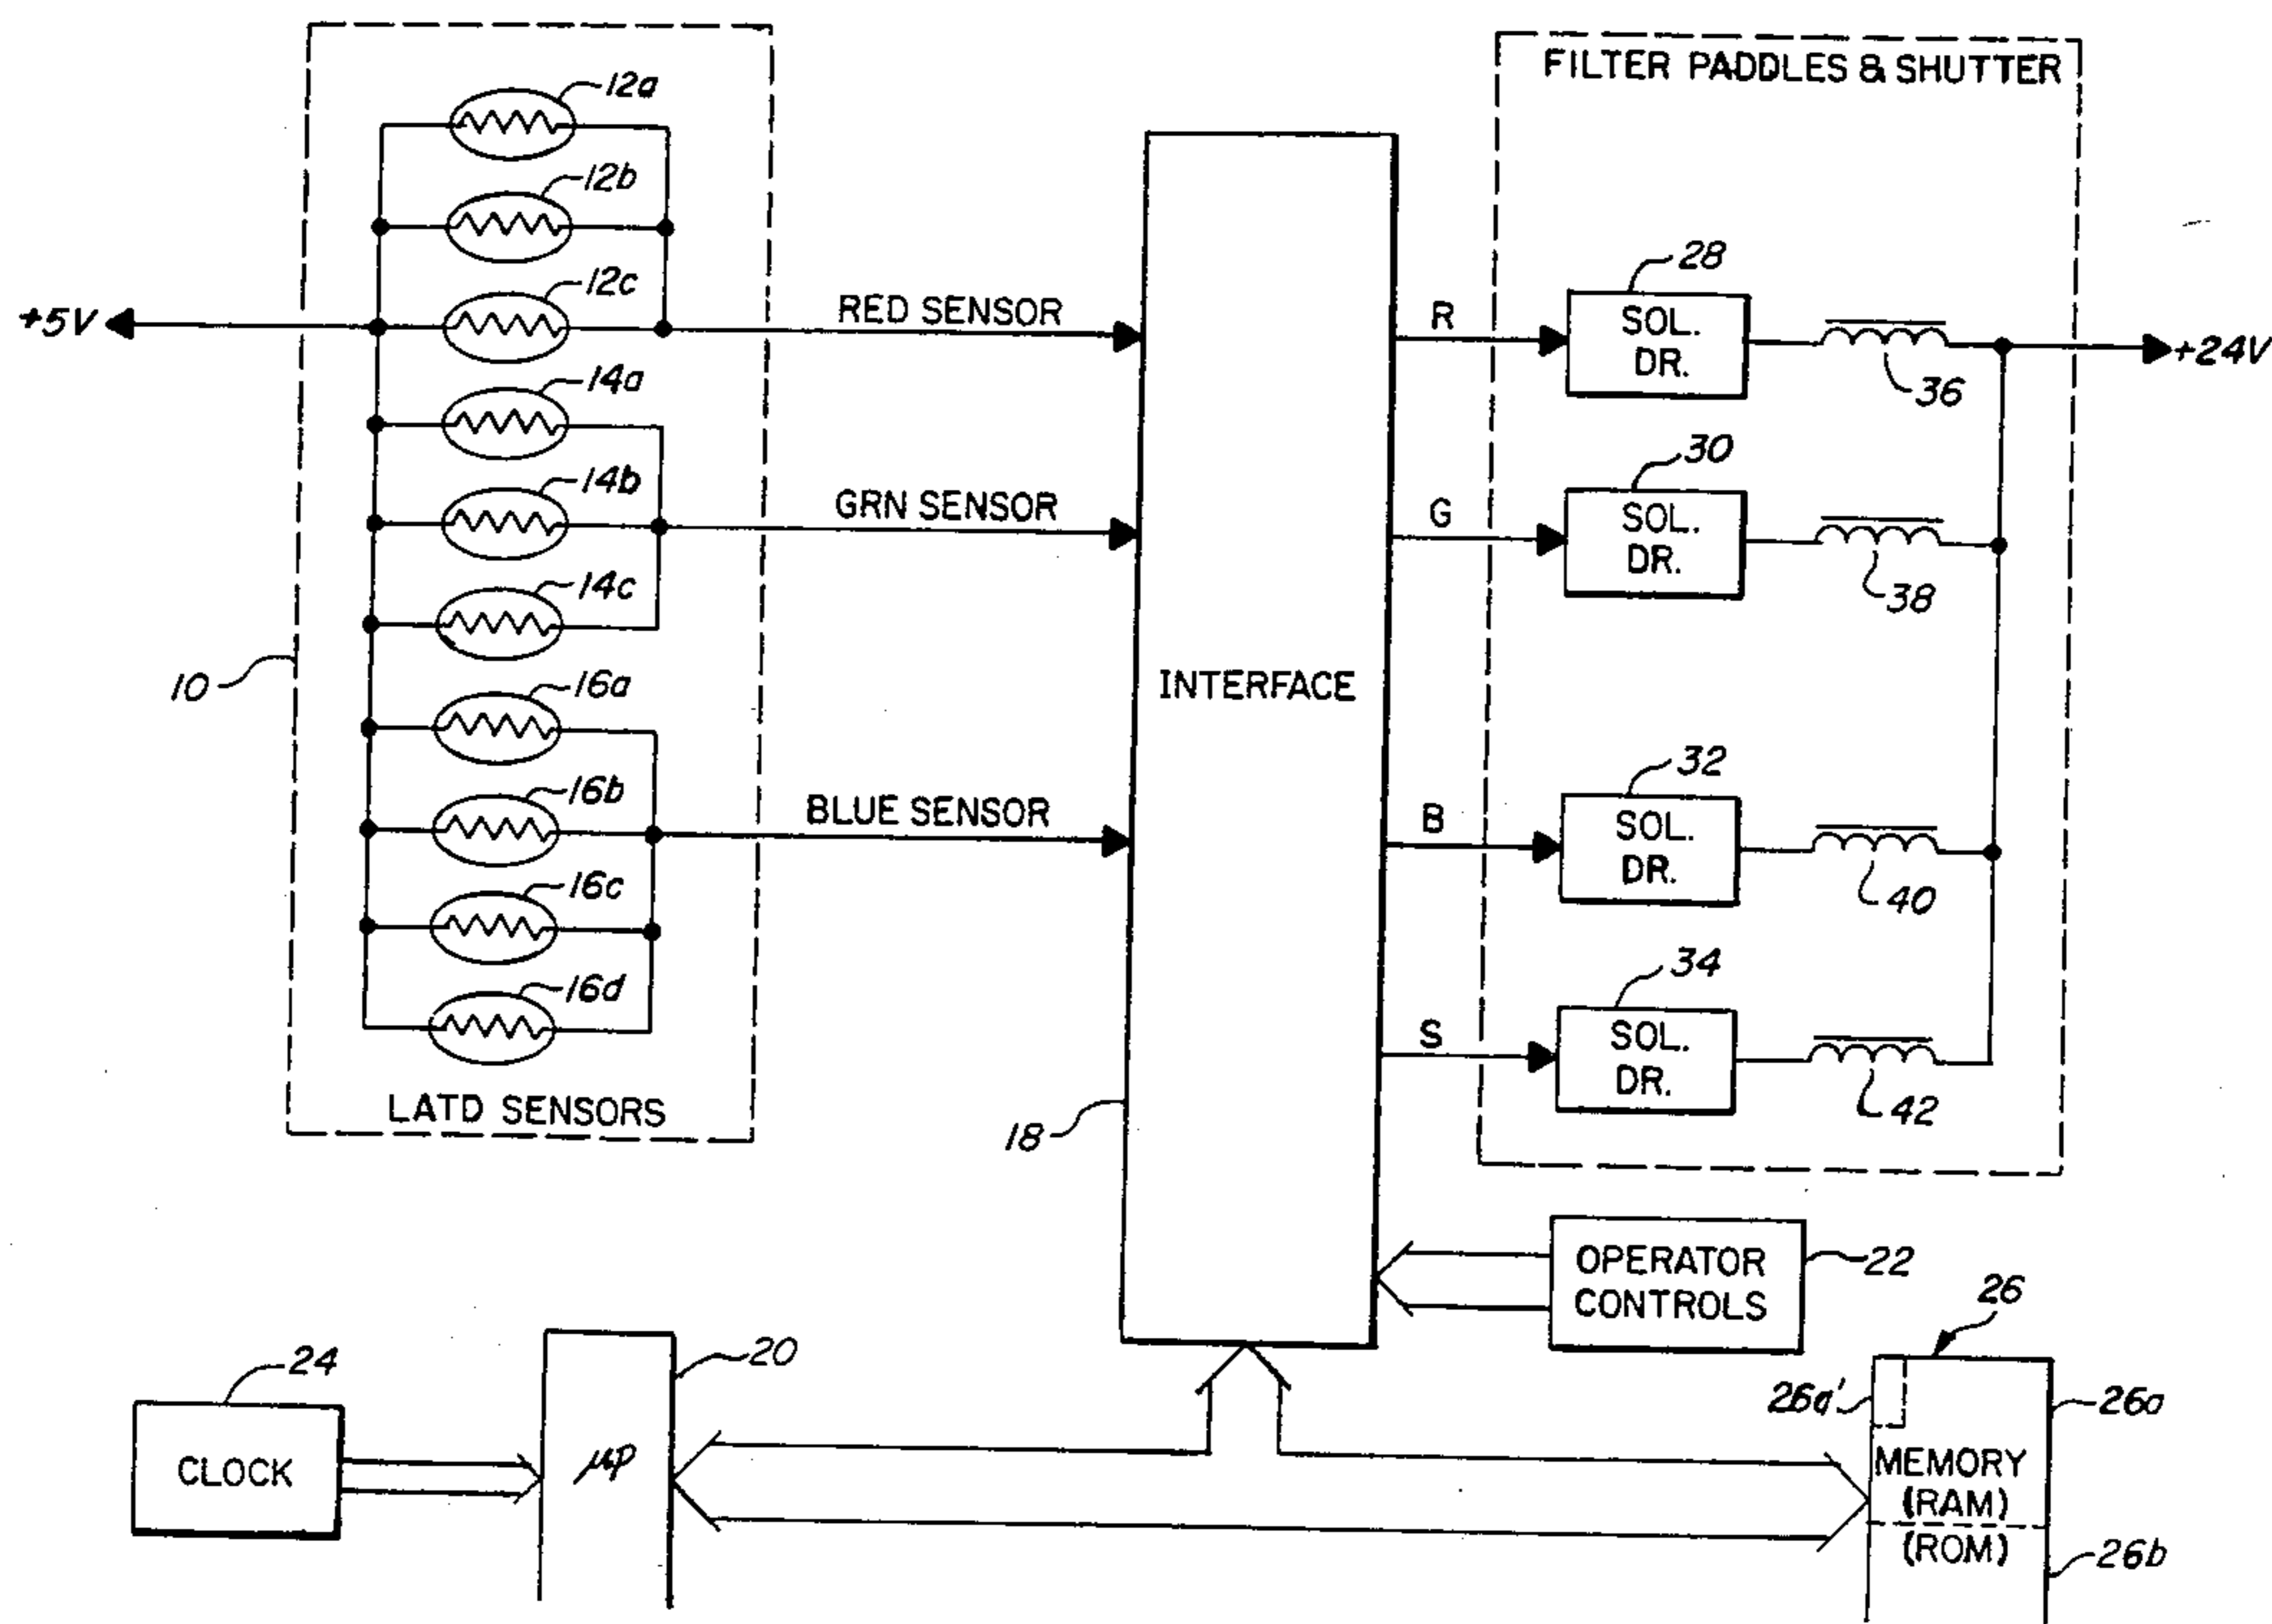 FILTER PADDLES & SHUTTER
12a
12b
12c
14a
14b
14c
16a
16b
16c
16d
+5V
10
LATD SENSORS
RED SENSOR
GRN SENSOR
BLUE SENSOR
INTERFACE
18
R
G
B
S
28
SOL.
DR.
36
+24V
30
SOL.
DR.
38
32
SOL.
DR.
40
34
SOL.
DR.
42
OPERATOR
CONTROLS
22
24
CLOCK
20
μP
26
26a'
26a
MEMORY
(RAM)
(ROM)
26b